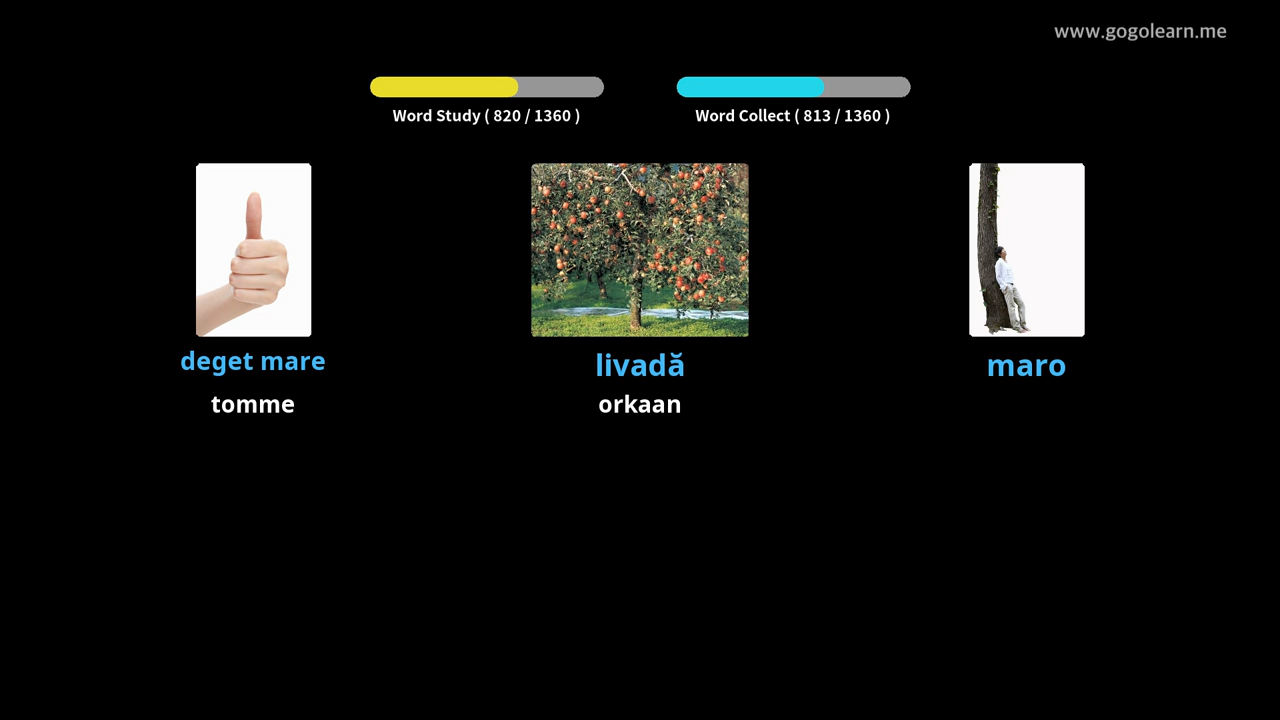 www.gogolearn.me
Word Study ( 820 / 1360 )
Word Collect ( 813 / 1360 )
deget mare
livadă
maro
tomme
orkaan